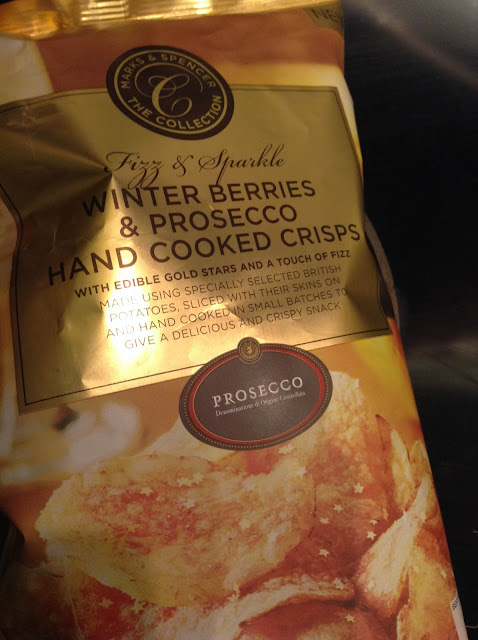 NEW
MARKS & SPENCER
C
THE COLLECTION
Fizz & Sparkle
WINTER BERRIES
& PROSECCO
HAND COOKED CRISPS
WITH EDIBLE GOLD STARS AND A TOUCH OF FIZZ
MADE USING SPECIALLY SELECTED BRITISH
POTATOES, SLICED WITH THEIR SKINS ON
AND HAND COOKED IN SMALL BATCHES TO
GIVE A DELICIOUS AND CRISPY SNACK
PROSECCO
Denominazione di Origine Controllata